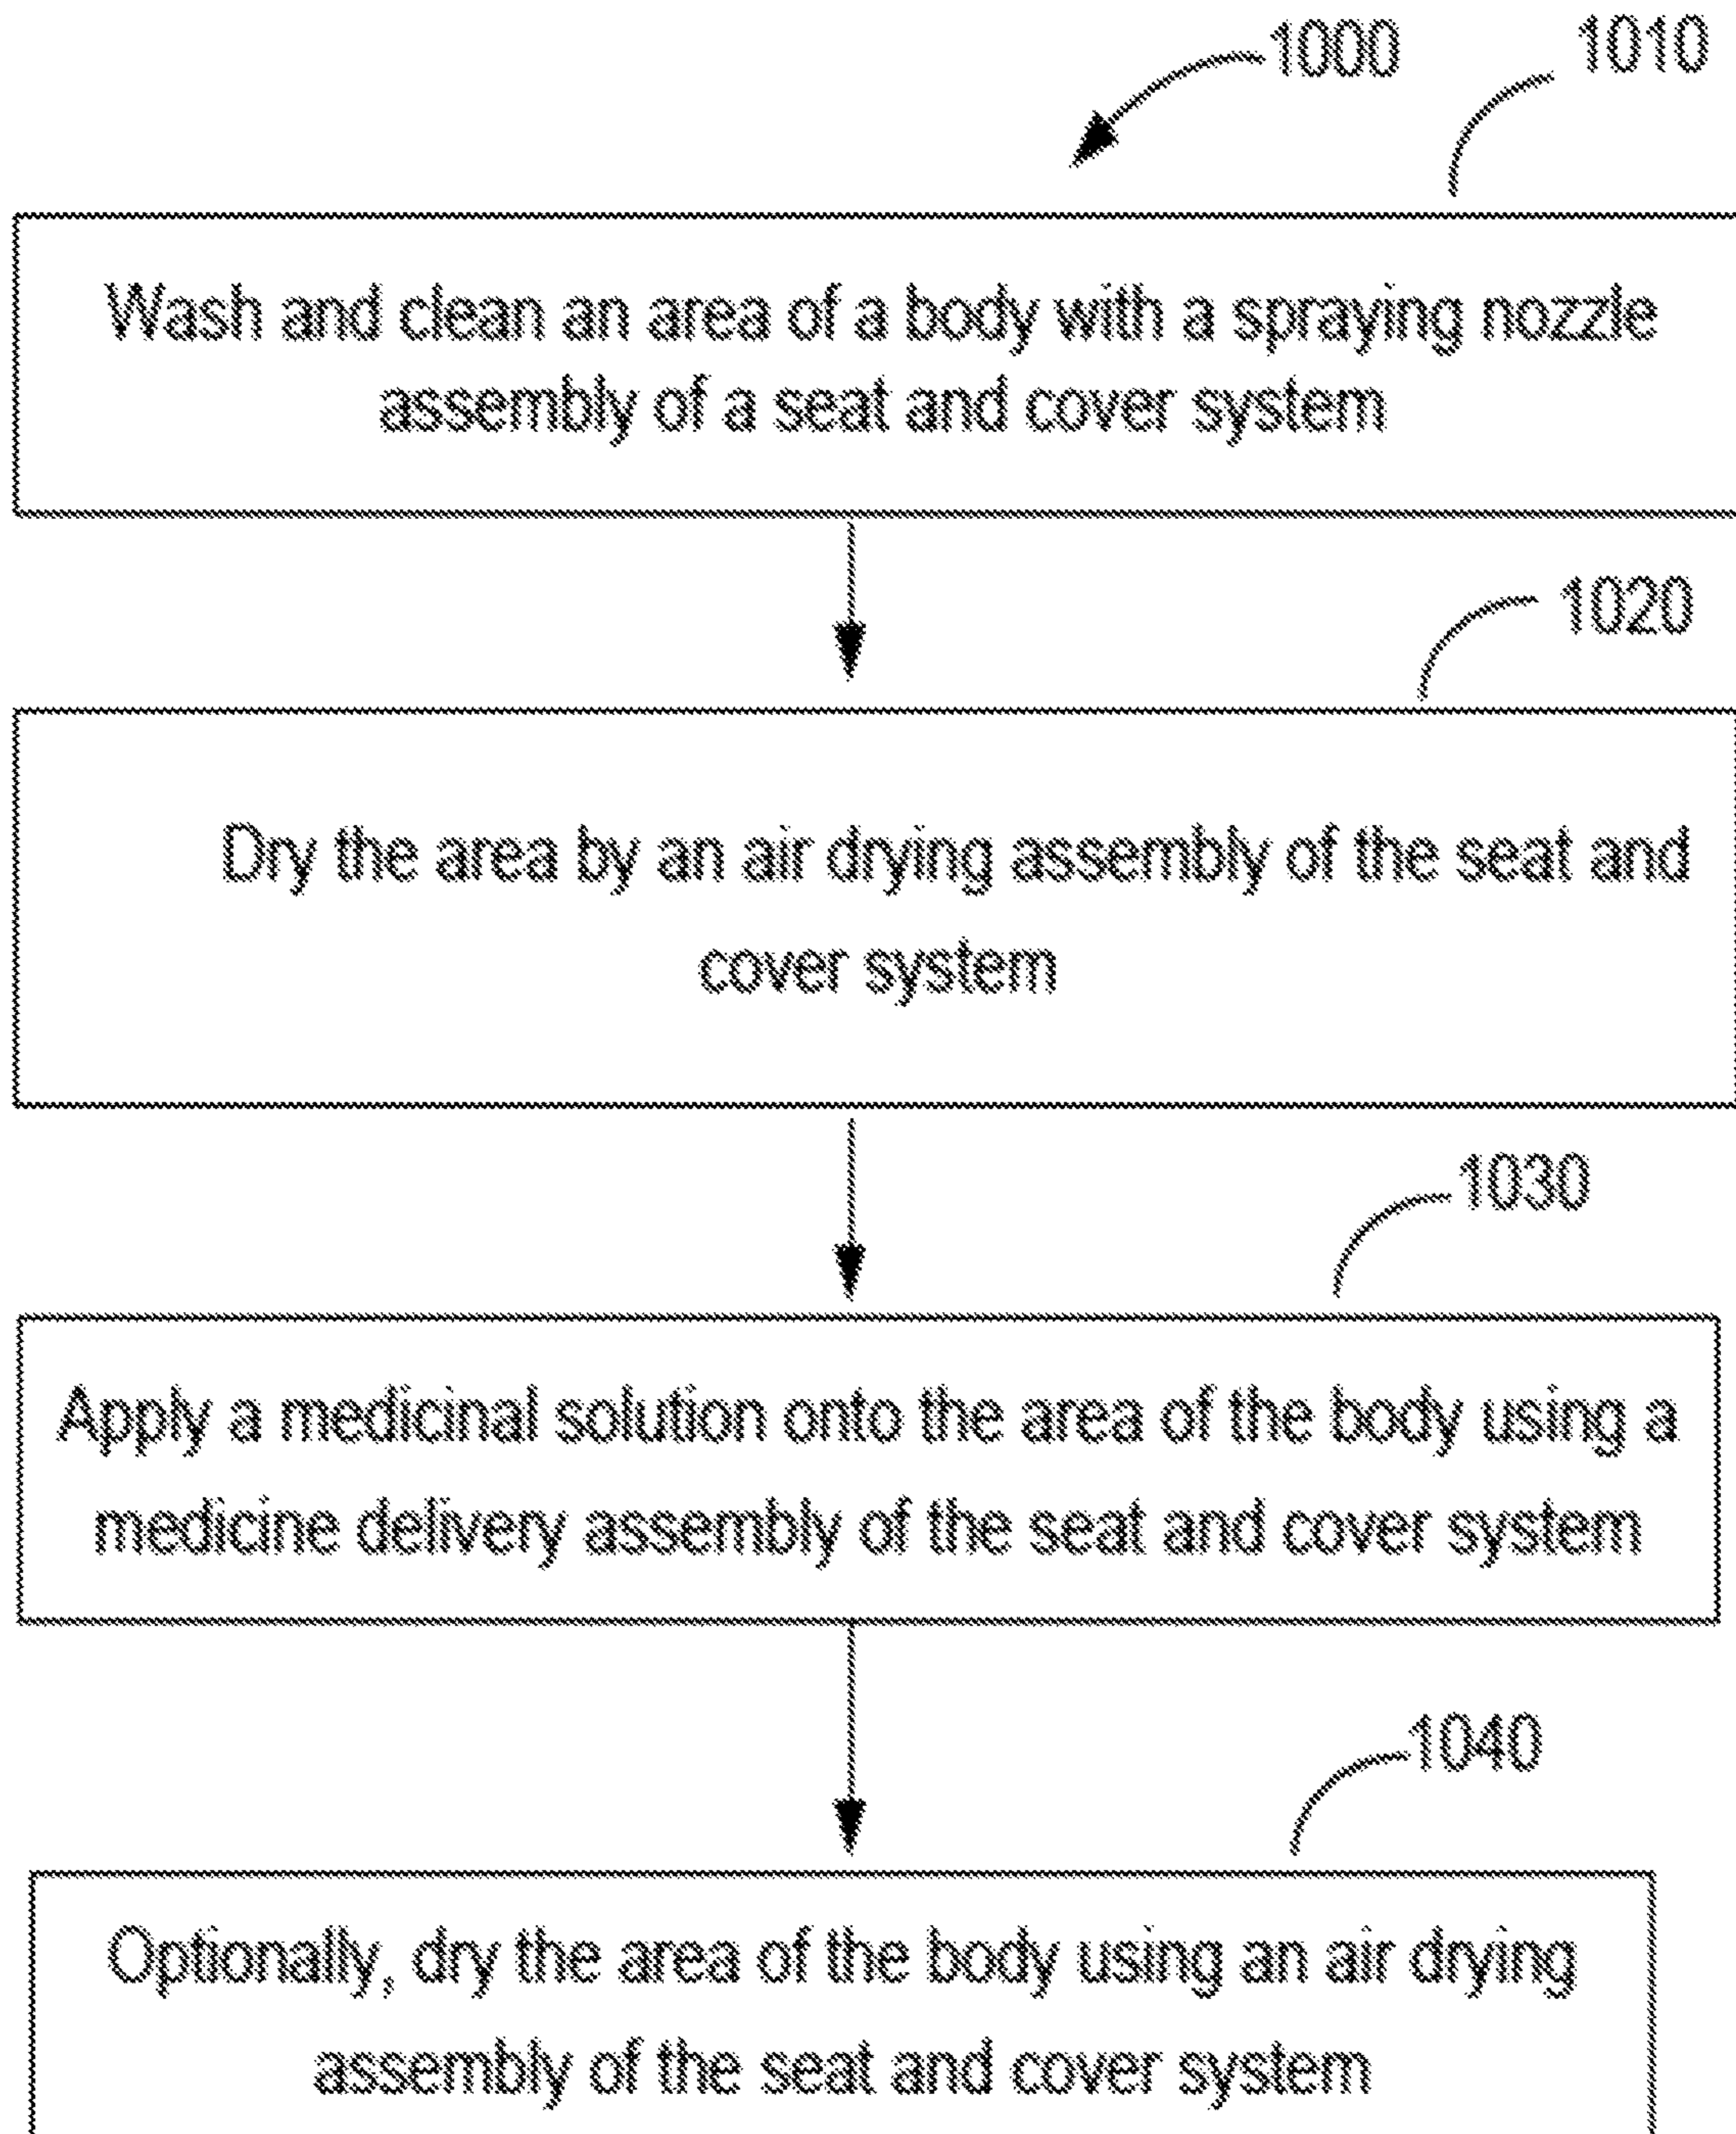 1000
1010
Wash and clean an area of a body with a spraying nozzle
assembly of a seat and cover system
1020
Dry the area by an air drying assembly of the seat and
cover system
1030
Apply a medicinal solution onto the area of the body using a
medicine delivery assembly of the seat and cover system
1040
Optionally, dry the area of the body using an air drying
assembly of the seat and cover system